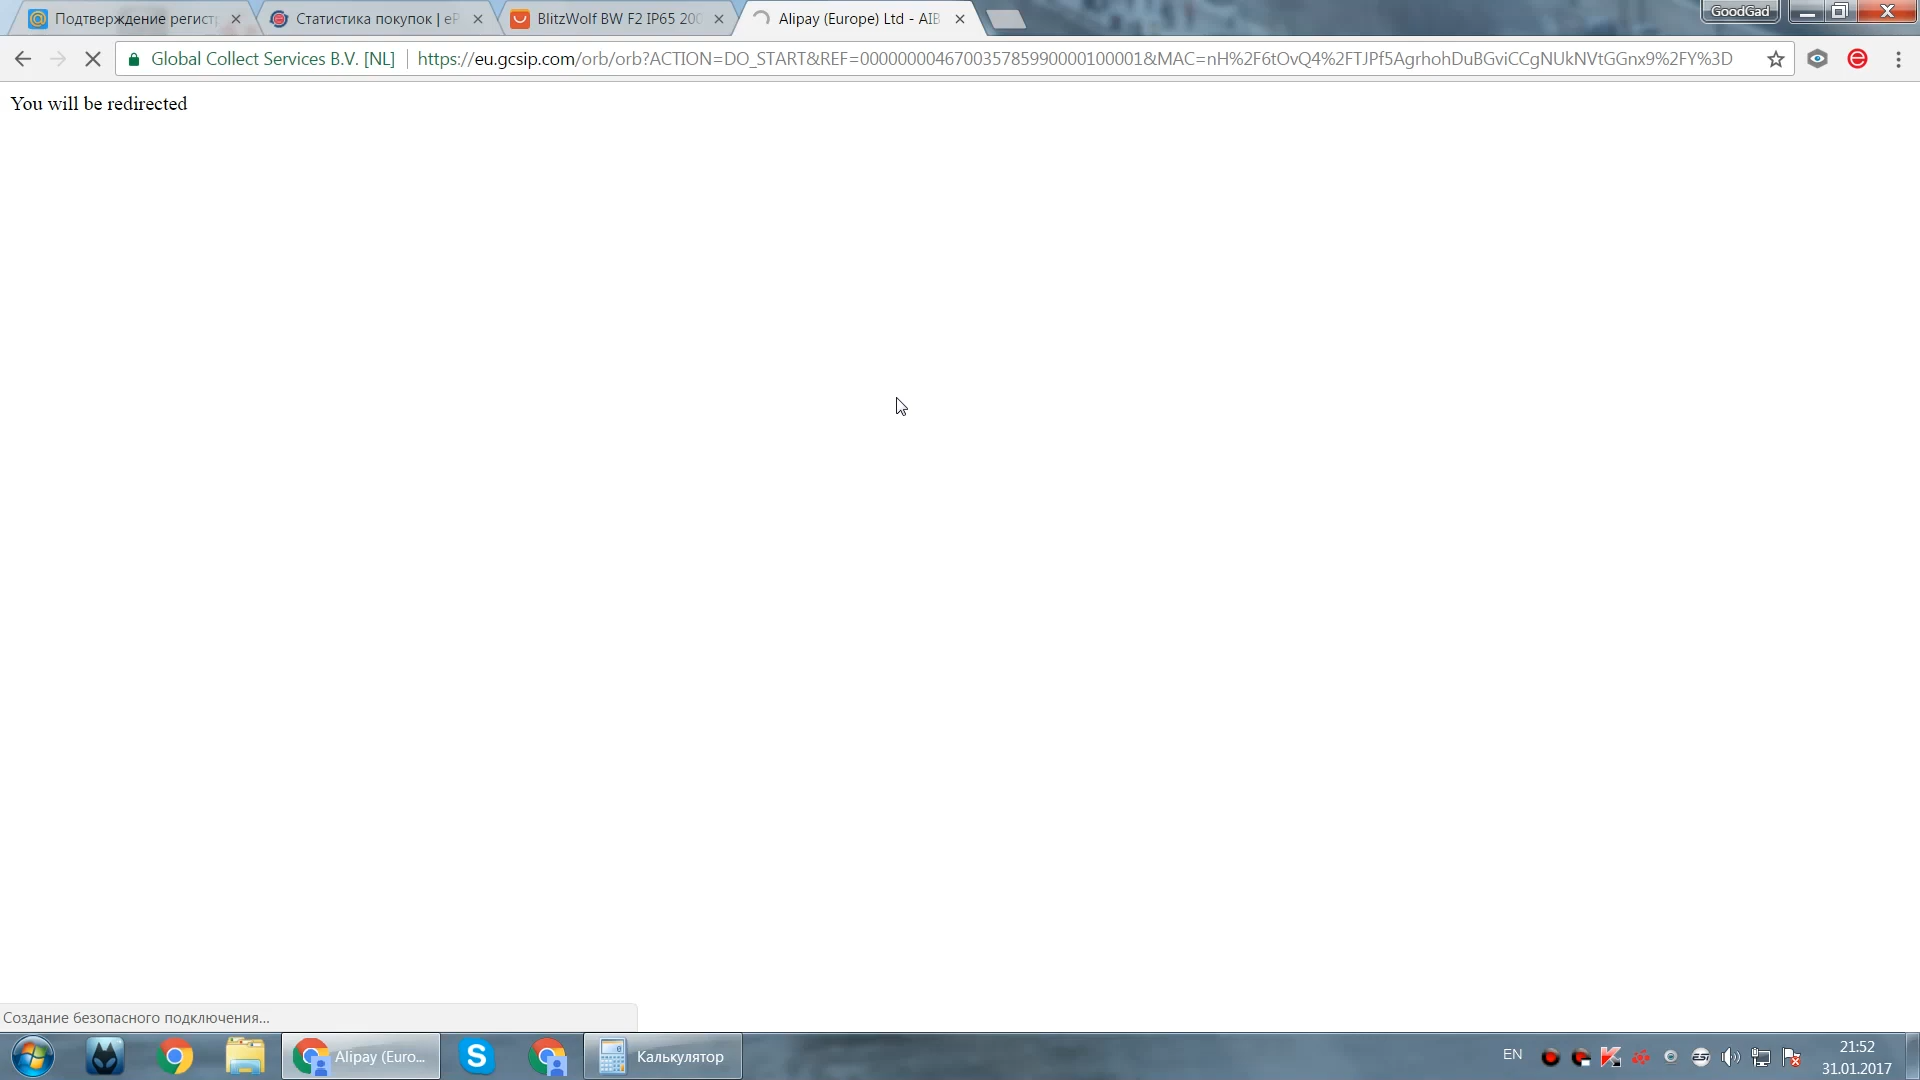 Подтверждение регист
Статистика покупок | eP
BlitzWolf BW F2 IP65 200
Alipay (Europe) Ltd - AIB
GoodGad
Global Collect Services B.V. [NL]
https://eu.gcsip.com/orb/orb?ACTION=DO_START&REF=000000004670035785990000100001&MAC=nH%2F6tOvQ4%2FTJPf5AgrhohDuBGviCCgNUkNVtGGnx9%2FY%3D
You will be redirected
Создание безопасного подключения...
Alipay (Euro...
Калькулятор
EN
21:52
31.01.2017